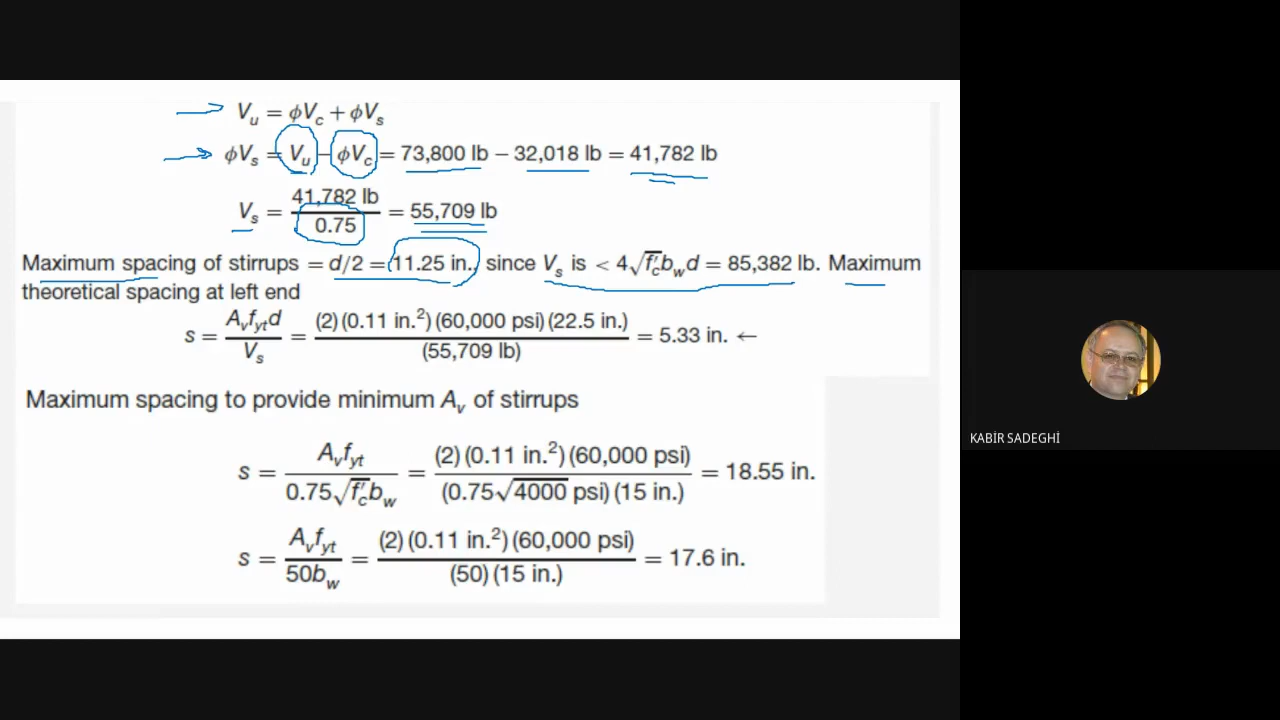 V_u = ϕV_c + ϕV_s
ϕV_s = V_u − ϕV_c = 73,800 lb − 32,018 lb = 41,782 lb
V_s = 41,782 lb / 0.75 = 55,709 lb
Maximum spacing of stirrups = d/2 = 11.25 in., since V_s is < 4√f′_c b_w d = 85,382 lb. Maximum
theoretical spacing at left end
s = A_v f_yt d / V_s = (2)(0.11 in.²)(60,000 psi)(22.5 in.) / (55,709 lb) = 5.33 in. ←
Maximum spacing to provide minimum A_v of stirrups
s = A_v f_yt / 0.75√f′_c b_w = (2)(0.11 in.²)(60,000 psi) / (0.75√4000 psi)(15 in.) = 18.55 in.
s = A_v f_yt / 50b_w = (2)(0.11 in.²)(60,000 psi) / (50)(15 in.) = 17.6 in.
KABİR SADEGHİ